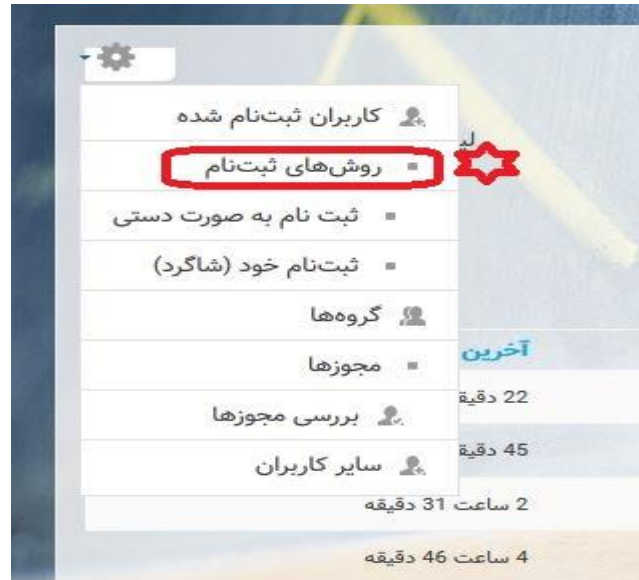 کاربران ثبت‌نام شده
روش‌های ثبت‌نام
ثبت نام به صورت دستی
ثبت‌نام خود (شاگرد)
گروه‌ها
مجوزها
بررسی مجوزها
سایر کاربران
آخرین
22 دقیقه
45 دقیقه
2 ساعت 31 دقیقه
4 ساعت 46 دقیقه